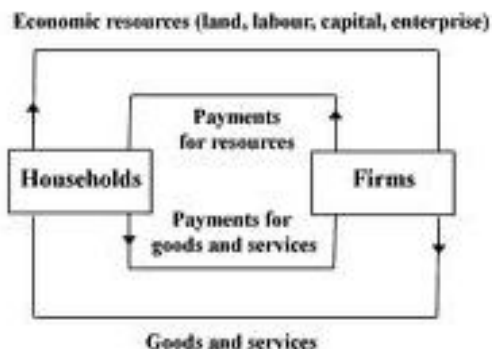 Economic resources (land, labour, capital, enterprise)
Payments
for resources
Households
Firms
Payments for
goods and services
Goods and services